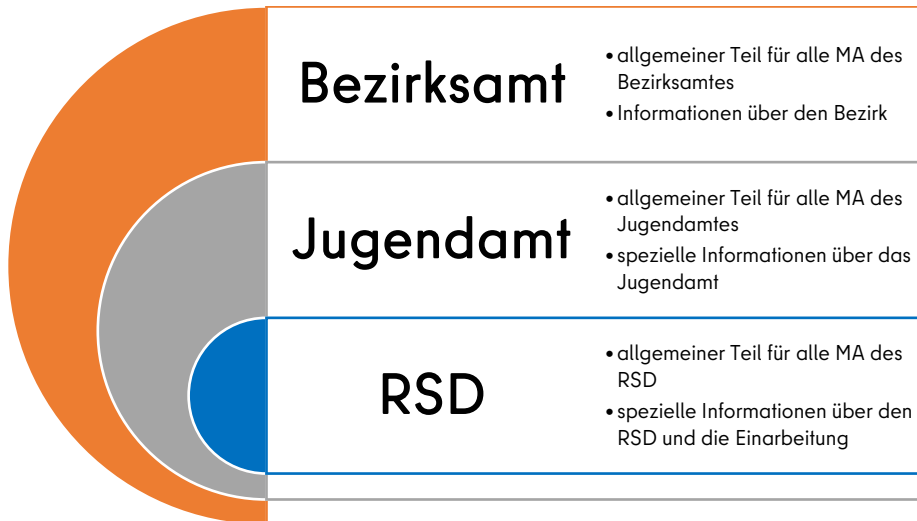 Bezirksamt
• allgemeiner Teil für alle MA des
Bezirksamtes
• Informationen über den Bezirk
Jugendamt
• allgemeiner Teil für alle MA des
Jugendamtes
• spezielle Informationen über das
Jugendamt
RSD
• allgemeiner Teil für alle MA des
RSD
• spezielle Informationen über den
RSD und die Einarbeitung